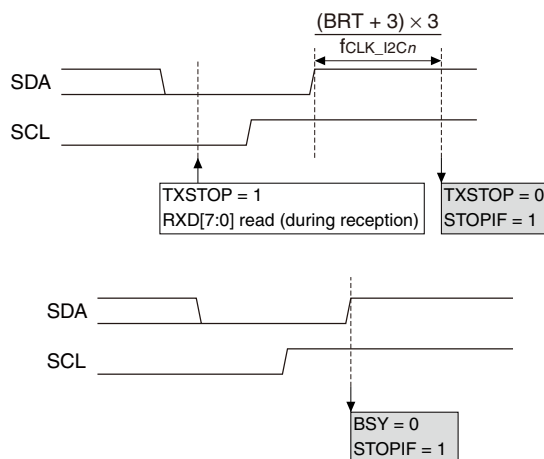 (BRT + 3) × 3
fCLK_I2Cn
SDA
SCL
TXSTOP = 1
RXD[7:0] read (during reception)
TXSTOP = 0
STOPIF = 1
SDA
SCL
BSY = 0
STOPIF = 1